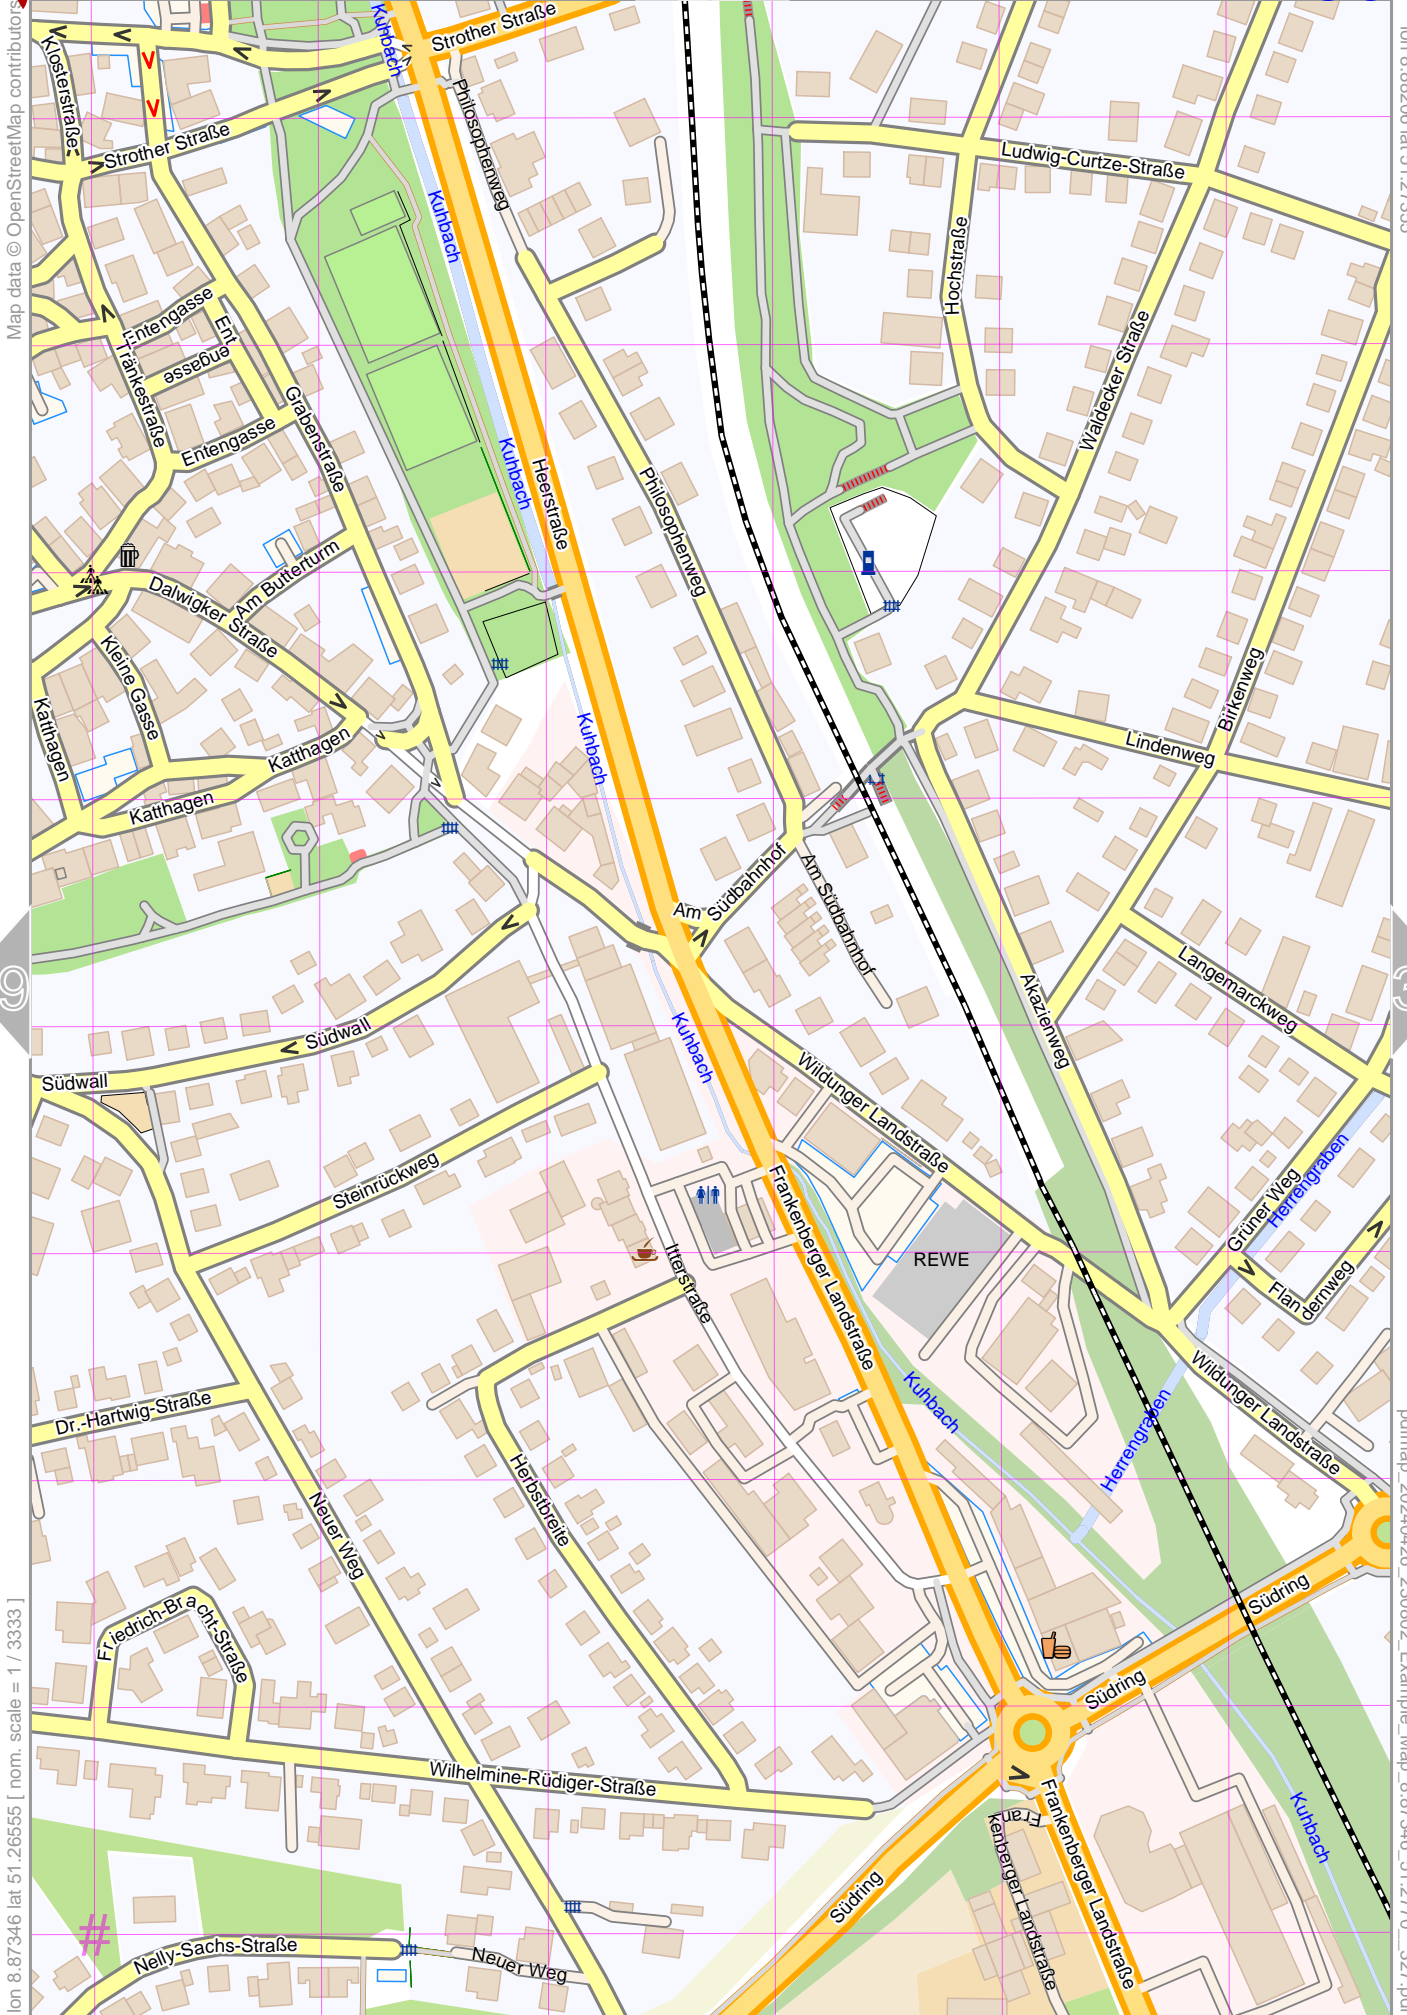 Map data © OpenStreetMap contributors
lon 8.87346 lat 51.26555 [ nom. scale = 1 / 3333 ]
9
Kuhbach
Strother Straße
Klosterstraße
Strother Straße
Philosophenweg
Ludwig-Curtze-Straße
Kuhbach
Hochstraße
Entengasse
Entengasse
Tränkestraße
Waldecker Straße
Grabenstraße
Entengasse
Kuhbach
Heerstraße
Philosophenweg
Am Butterturm
Dalwigker Straße
Kleine Gasse
Katthagen
Katthagen
Katthagen
Kuhbach
Birkenweg
Lindenweg
Am Südbahnhof
Am Südbahnhof
Langemarckweg
Akazienweg
Südwall
Südwall
Kuhbach
Wildunger Landstraße
Steinrückweg
Grüner Weg
Herrengraben
Frankenberger Landstraße
REWE
Itterstraße
Flandernweg
Wildunger Landstraße
Kuhbach
Herrengraben
Dr.-Hartwig-Straße
Herbstbreite
Neuer Weg
Friedrich-Bracht-Straße
Südring
Südring
Wilhelmine-Rüdiger-Straße
Frankenberger Landstraße
Frankenberger Landstraße
Kuhbach
Südring
#
Nelly-Sachs-Straße
Neuer Weg